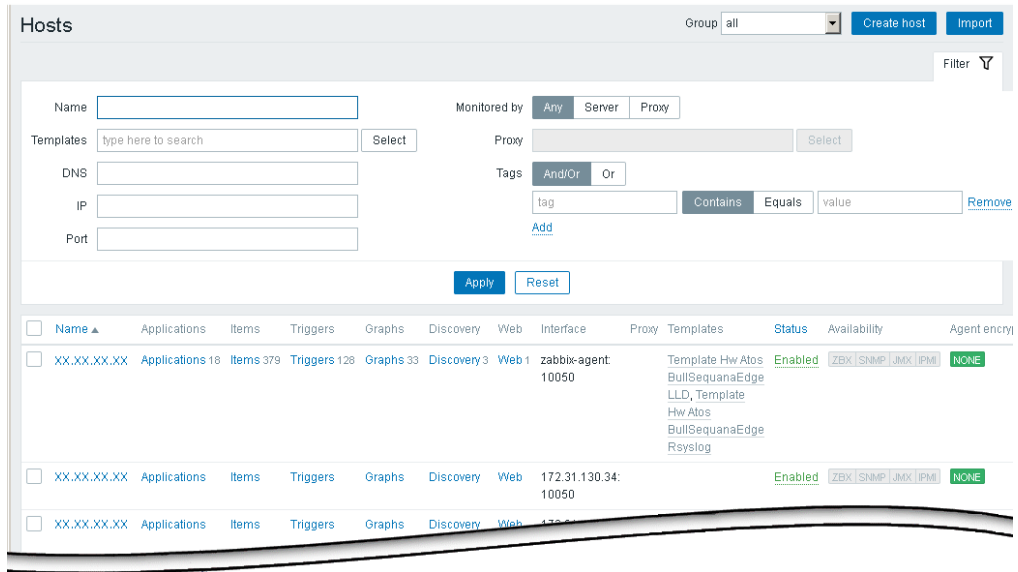 Hosts
Group all Create host Import
Filter
Name Monitored by Any Server Proxy
Templates type here to search Select Proxy Select
DNS Tags And/Or Or
IP tag Contains Equals value Remove
Add
Port
Apply Reset
Name Applications Items Triggers Graphs Discovery Web Interface Proxy Templates Status Availability Agent encry
XX.XX.XX.XX Applications 18 Items 379 Triggers 128 Graphs 33 Discovery 3 Web 1 zabbix-agent: Template Hw Atos Enabled ZBX SNMP JMX IPMI NONE
10050 BullSequanaEdge
LLD, Template
Hw Atos
BullSequanaEdge
Rsyslog
XX.XX.XX.XX Applications Items Triggers Graphs Discovery Web 172.31.130.34: Enabled ZBX SNMP JMX IPMI NONE
10050
XX.XX.XX.XX Applications Items Triggers Graphs Discovery Web